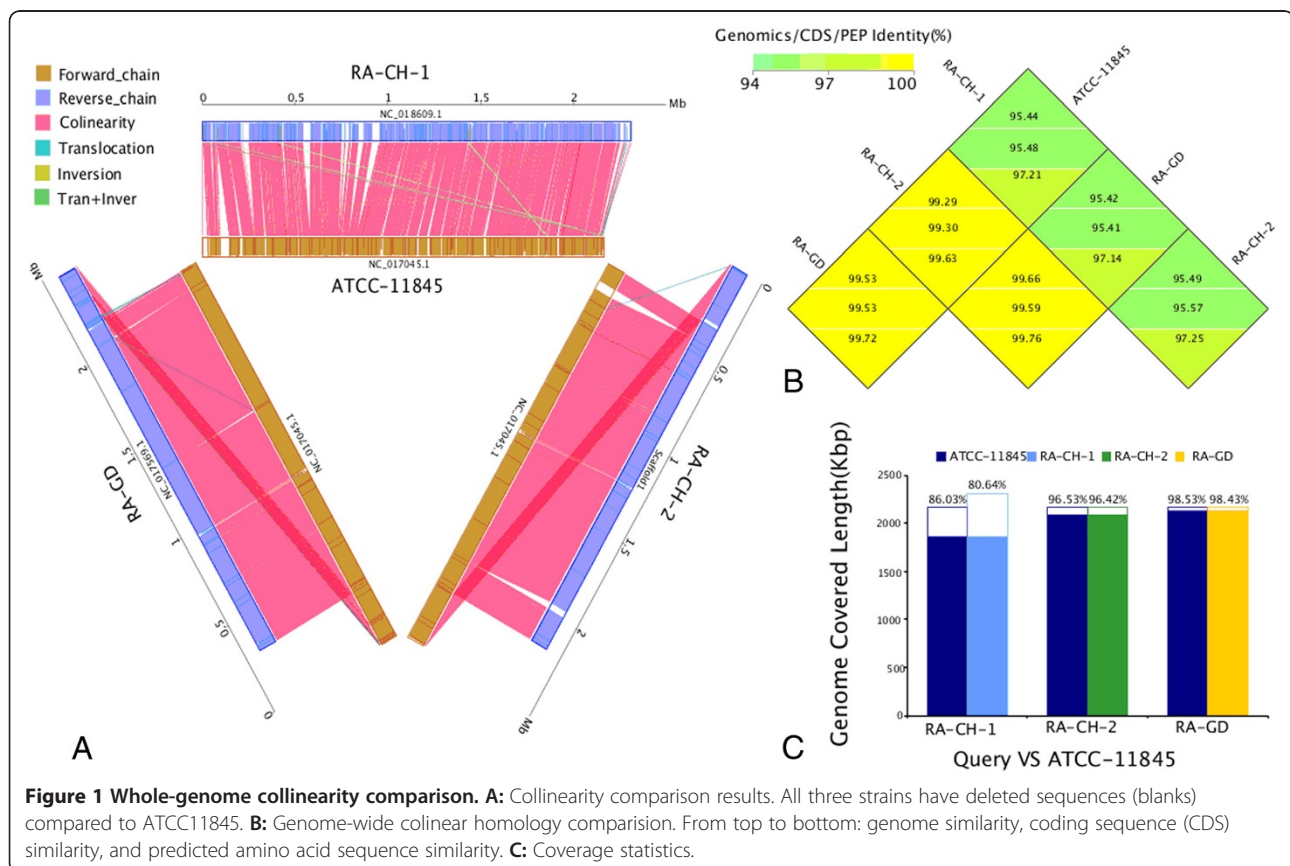 Forward_chain
Reverse_chain
Colinearity
Translocation
Inversion
Tran+Inver
RA-CH-1
0 0,5 1 1,5 2 Mb
NC_018609.1
NC_017045.1
ATCC-11845
Mb
2
1.5
1
0.5
0
NC_017569.1
RA-GD
NC_017045.1
NC_017045.1
Scaffold1
RA-CH-2
0
0.5
1
1.5
2
Mb
A
Genomics/CDS/PEP Identity(%)
94 97 100
RA-CH-1
ATCC-11845
95.44
95.48
97.21
RA-CH-2
RA-GD
99.29
99.30
99.63
95.42
95.41
97.14
RA-GD
RA-CH-2
99.53
99.53
99.72
99.66
99.59
99.76
95.49
95.57
97.25
B
ATCC-11845 RA-CH-1 RA-CH-2 RA-GD
Genome Covered Length(Kbp)
2500
2000
1500
1000
500
0
86.03% 80.64% 96.53% 96.42% 98.53% 98.43%
RA-CH-1 RA-CH-2 RA-GD
Query VS ATCC-11845
C
Figure 1 Whole-genome collinearity comparison. A: Collinearity comparison results. All three strains have deleted sequences (blanks)
compared to ATCC11845. B: Genome-wide colinear homology comparision. From top to bottom: genome similarity, coding sequence (CDS)
similarity, and predicted amino acid sequence similarity. C: Coverage statistics.